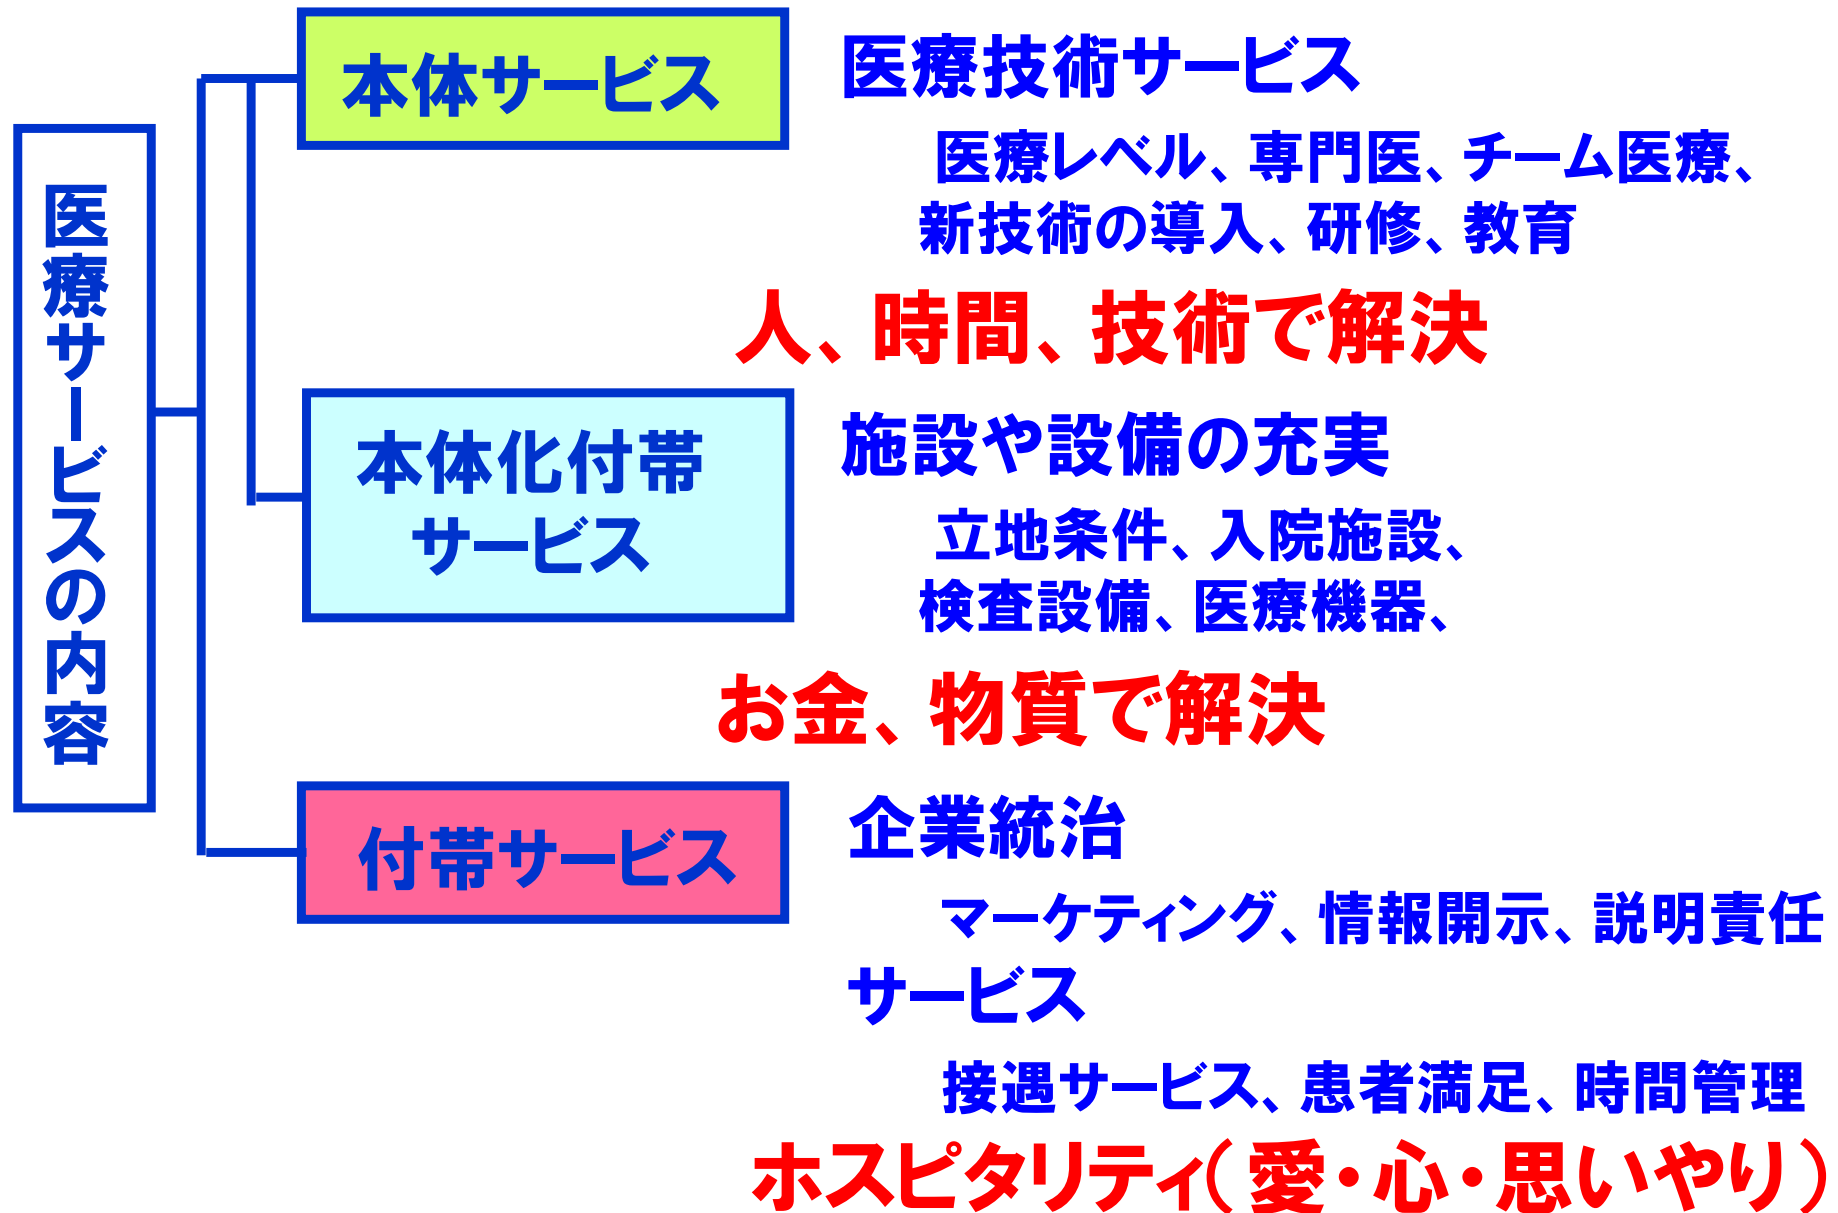 医療サービスの内容
本体サービス
医療技術サービス
医療レベル、専門医、チーム医療、
新技術の導入、研修、教育
人、時間、技術で解決
本体化付帯
サービス
施設や設備の充実
立地条件、入院施設、
検査設備、医療機器、
お金、物質で解決
付帯サービス
企業統治
マーケティング、情報開示、説明責任
サービス
接遇サービス、患者満足、時間管理
ホスピタリティ（愛・心・思いやり）